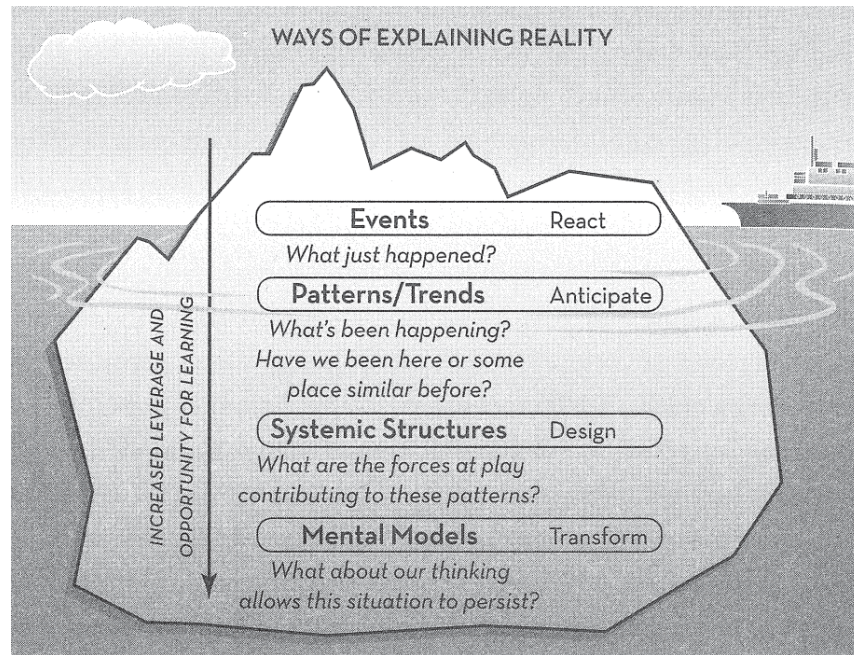 WAYS OF EXPLAINING REALITY
Events React
What just happened?
Patterns/Trends Anticipate
What's been happening?
Have we been here or some
place similar before?
Systemic Structures Design
What are the forces at play
contributing to these patterns?
Mental Models Transform
What about our thinking
allows this situation to persist?
INCREASED LEVERAGE AND
OPPORTUNITY FOR LEARNING